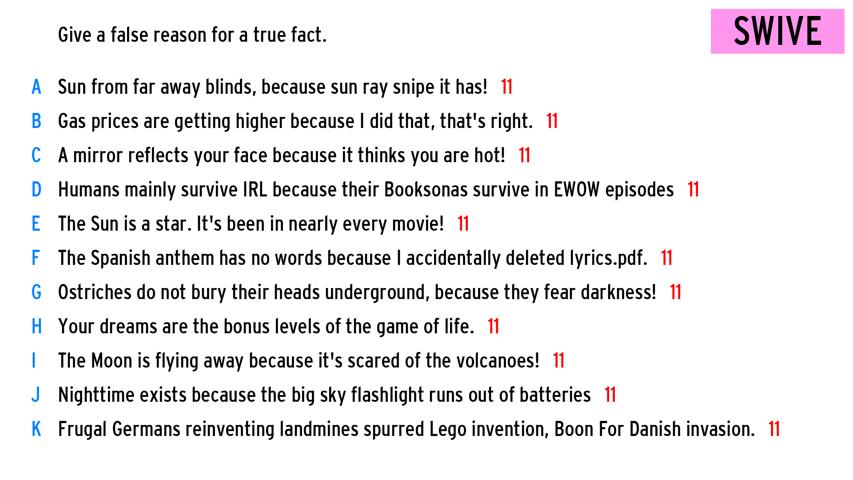 Give a false reason for a true fact.
SWIVE
A Sun from far away blinds, because sun ray snipe it has! 11
B Gas prices are getting higher because I did that, that's right. 11
C A mirror reflects your face because it thinks you are hot! 11
D Humans mainly survive IRL because their Booksonas survive in EWOW episodes 11
E The Sun is a star. It's been in nearly every movie! 11
F The Spanish anthem has no words because I accidentally deleted lyrics.pdf. 11
G Ostriches do not bury their heads underground, because they fear darkness! 11
H Your dreams are the bonus levels of the game of life. 11
I The Moon is flying away because it's scared of the volcanoes! 11
J Nighttime exists because the big sky flashlight runs out of batteries 11
K Frugal Germans reinventing landmines spurred Lego invention, Boon For Danish invasion. 11